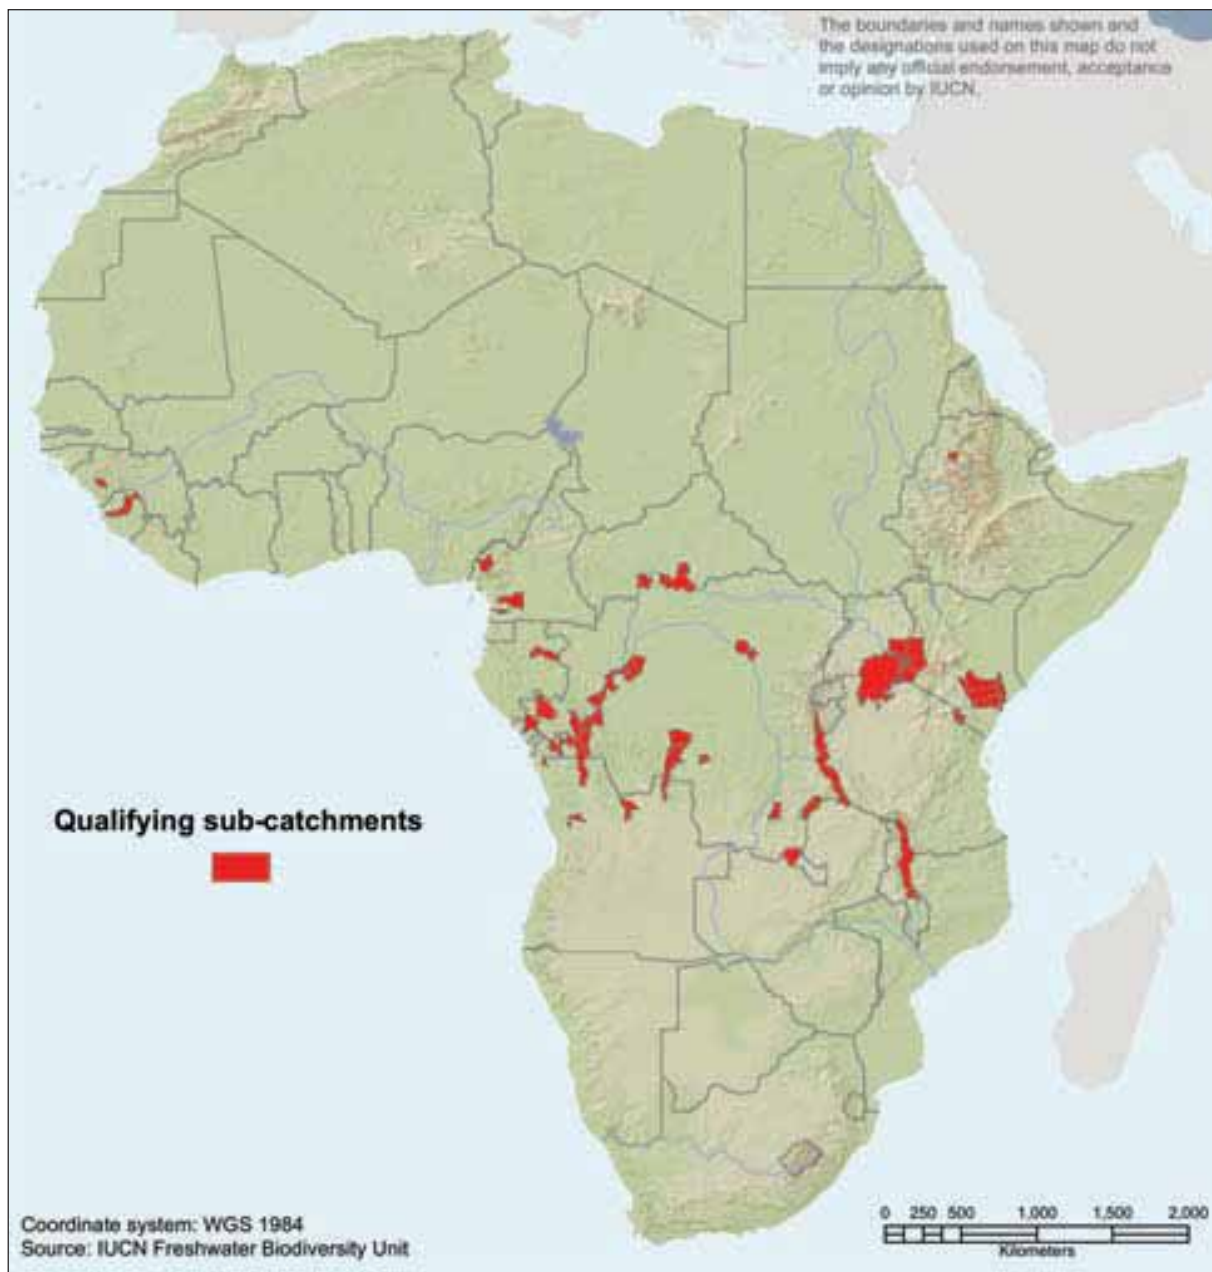 The boundaries and names shown and
the designations used on this map do not
imply any official endorsement, acceptance
or opinion by IUCN.
Qualifying sub-catchments
Coordinate system: WGS 1984
Source: IUCN Freshwater Biodiversity Unit
0 250 500 1,000 1,500 2,000
Kilometers